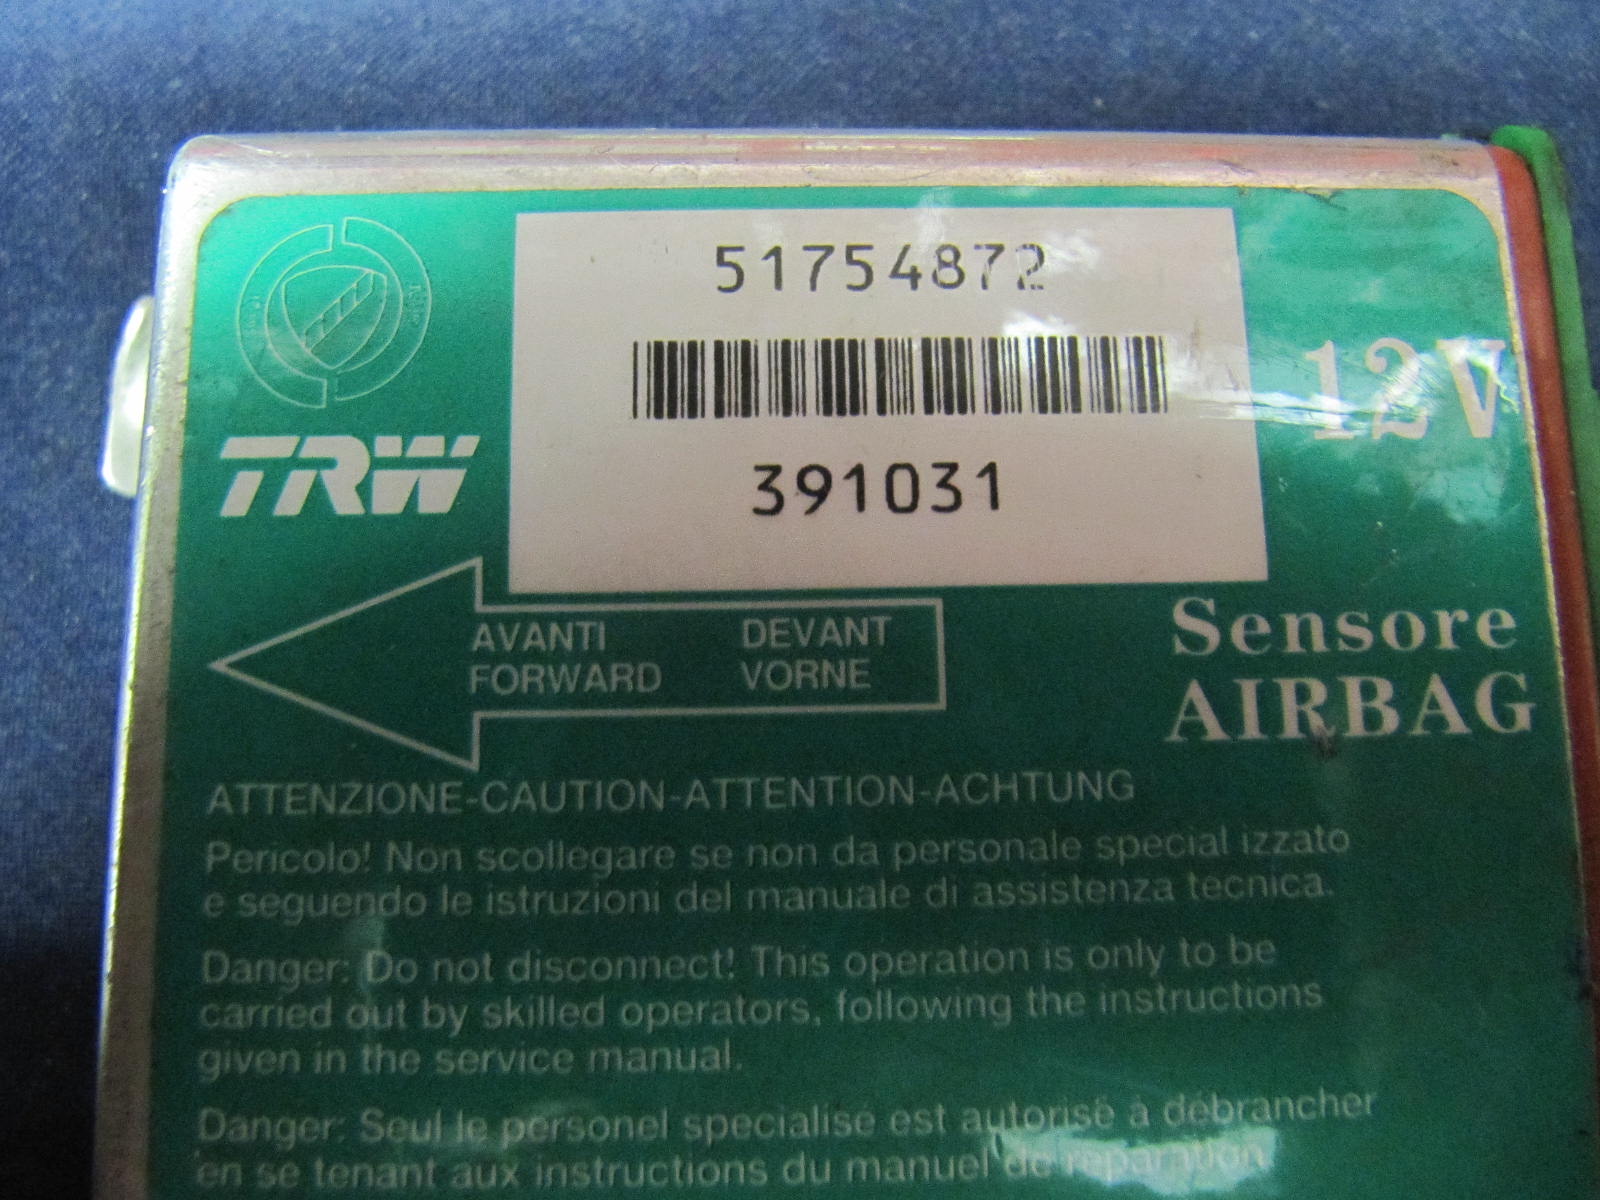 51754872
12V
TRW
391031
AVANTI DEVANT
FORWARD VORNE
Sensore
AIRBAG
ATTENZIONE-CAUTION-ATTENTION-ACHTUNG
Pericolo! Non scollegare se non da personale special izzato
e seguendo le istruzioni del manuale di assistenza tecnica.
Danger: Do not disconnect! This operation is only to be
carried out by skilled operators, following the instructions
given in the service manual.
Danger: Seul le personel specialisé est autorisé à débrancher
en se tenant aux instructions du manuel de reparation